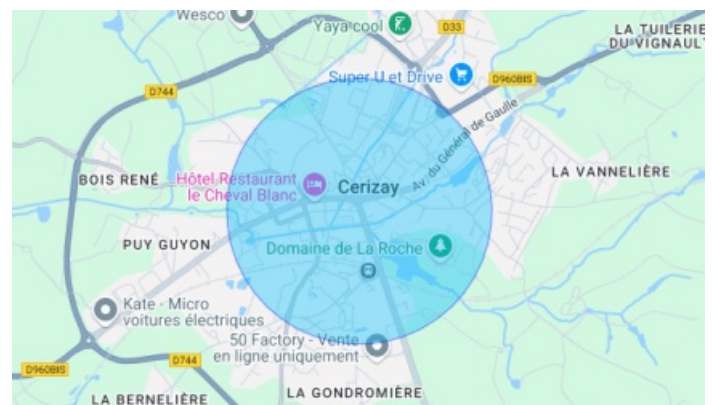 Wesco
Yaya cool
D33
LA TUILERIE
DU VIGNAULT
Super U et Drive
D960BIS
D744
Av. du Général de Gaulle
BOIS RENÉ
Hôtel Restaurant
le Cheval Blanc
Cerizay
LA VANNELIÈRE
PUY GUYON
Domaine de La Roche
Kate - Micro
voitures électriques
50 Factory - Vente
en ligne uniquement
D960BIS
D744
LA BERNELIÈRE
LA GONDROMIÈRE